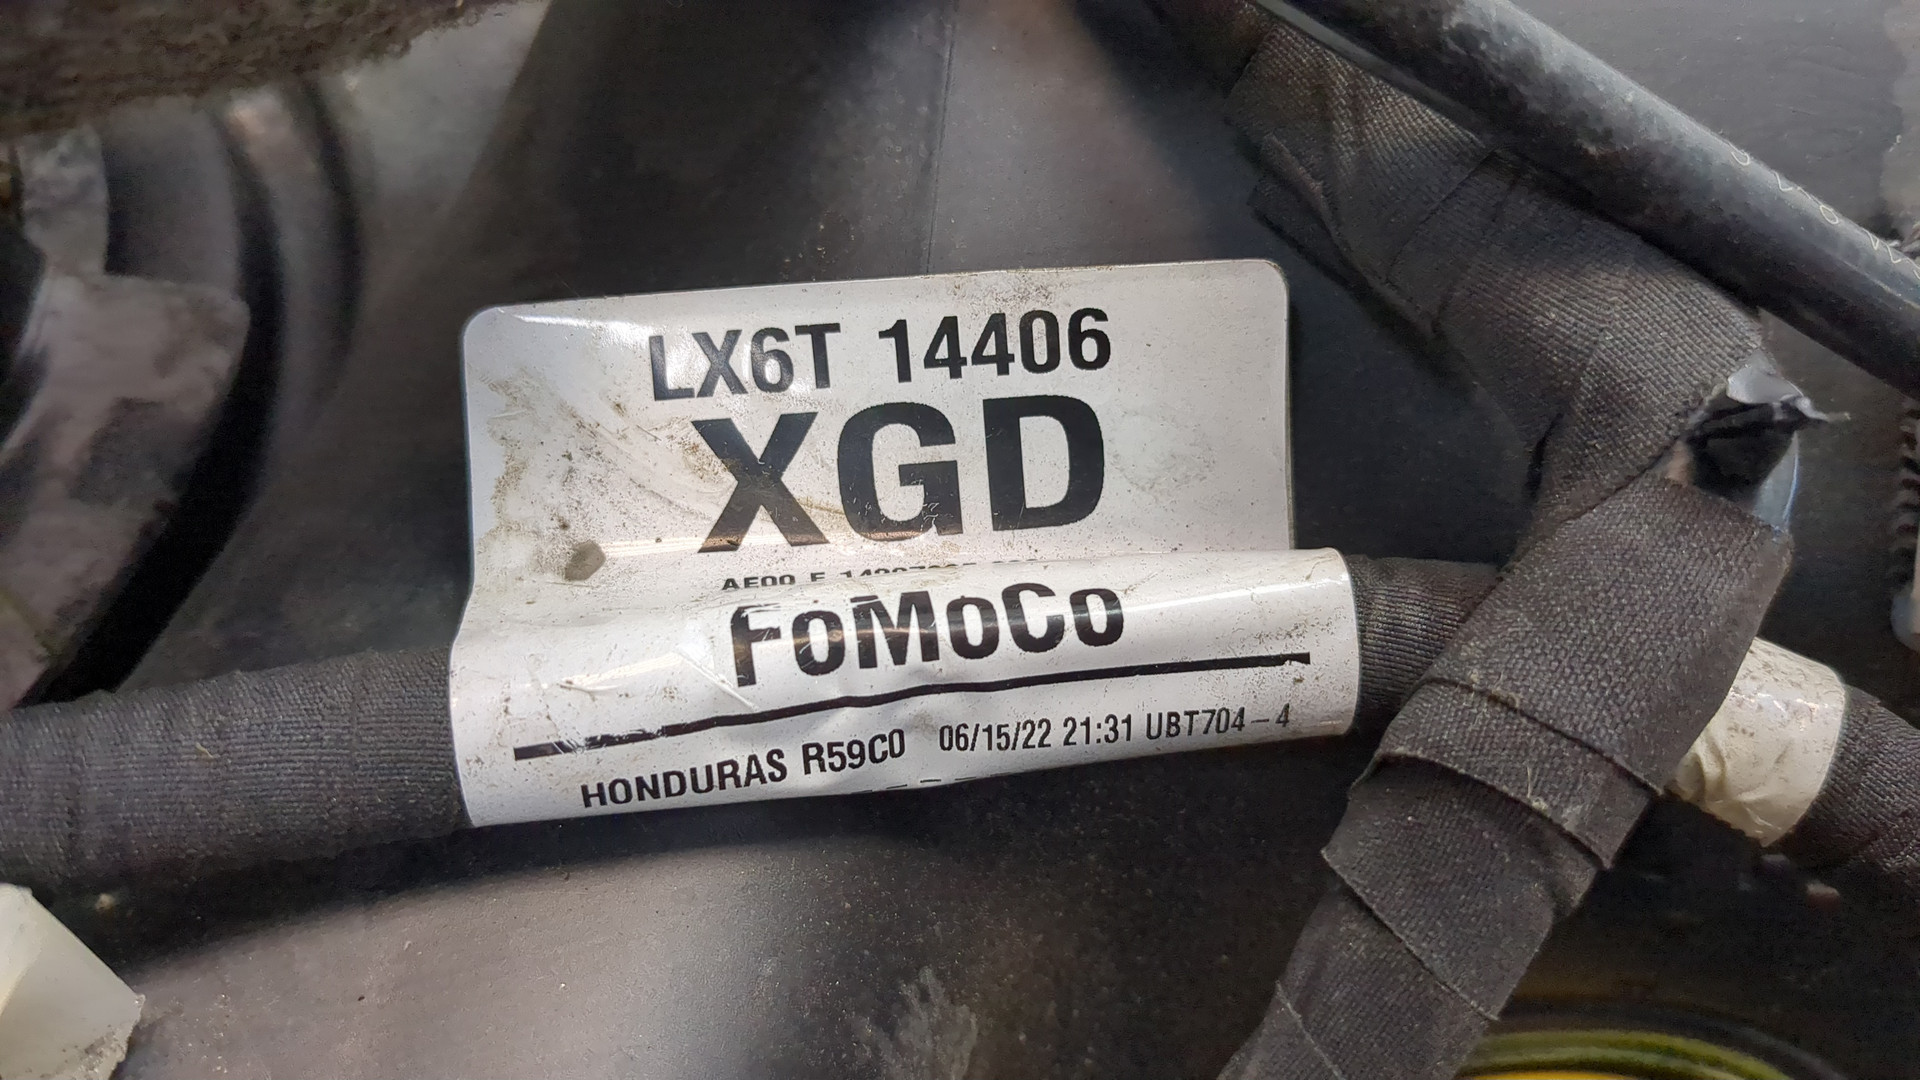 LX6T 14406
XGD
FoMoCo
HONDURAS R59C0 06/15/22 21:31 UBT704-4